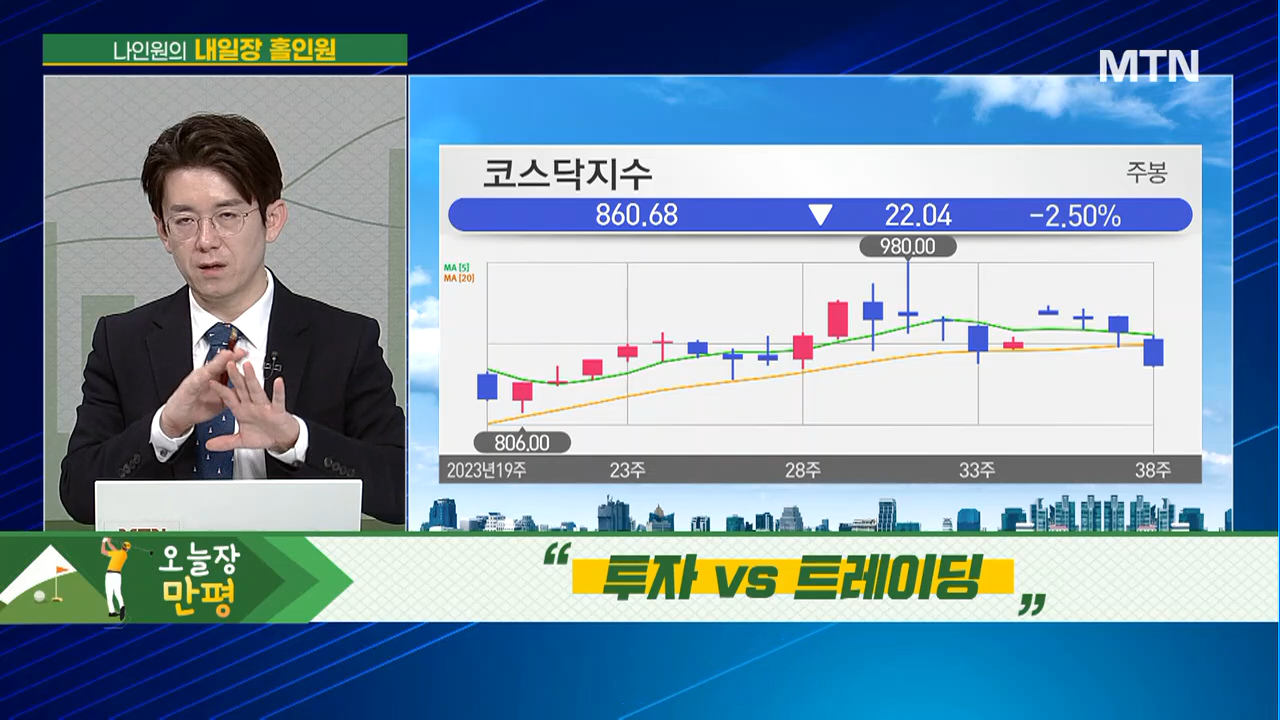 나인원의 내일장 홀인원
MTN
코스닥지수
주봉
860.68 ▼ 22.04 -2.50%
980.00
MA [5]
MA [20]
806.00
2023년19주 23주 28주 33주 38주
MTN
오늘장
만평
“ 투자 vs 트레이딩 ”